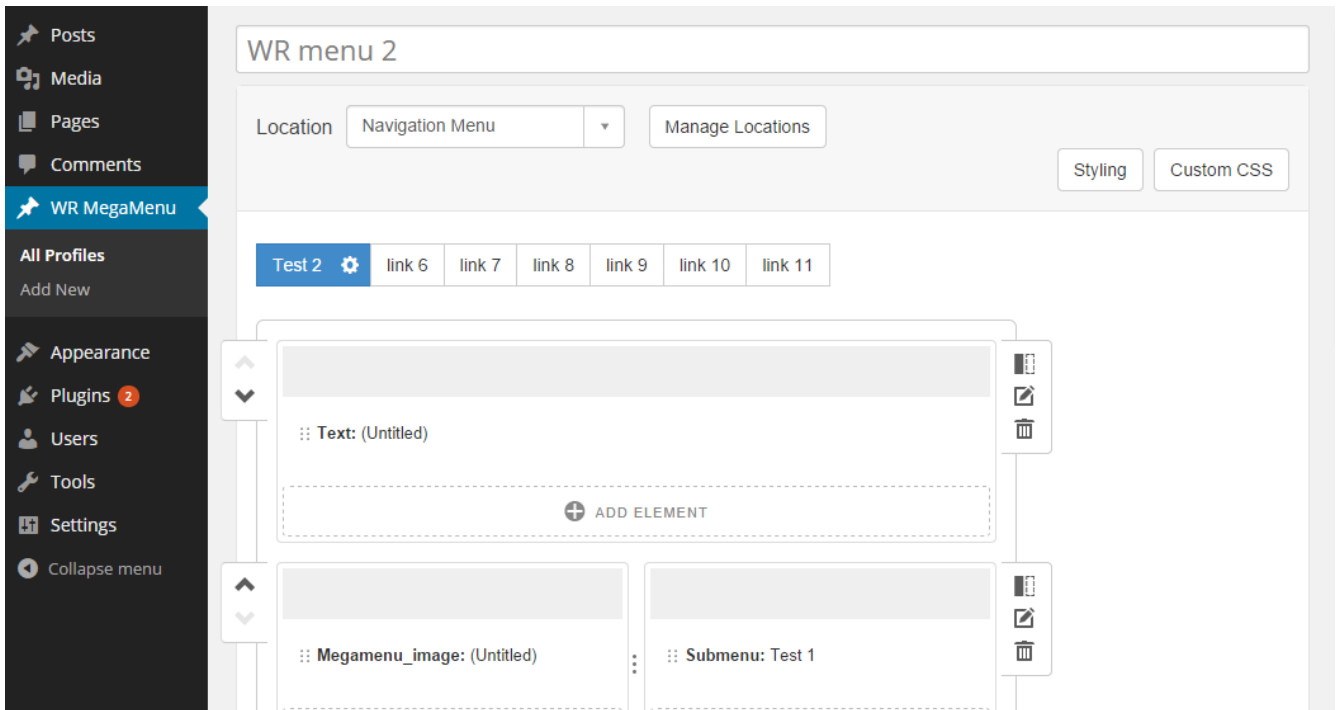 Posts
Media
Pages
Comments
WR MegaMenu
All Profiles
Add New
Appearance
Plugins 2
Users
Tools
Settings
Collapse menu
WR menu 2
Location Navigation Menu Manage Locations
Styling Custom CSS
Test 2 link 6 link 7 link 8 link 9 link 10 link 11
Text: (Untitled)
ADD ELEMENT
Megamenu_image: (Untitled) Submenu: Test 1